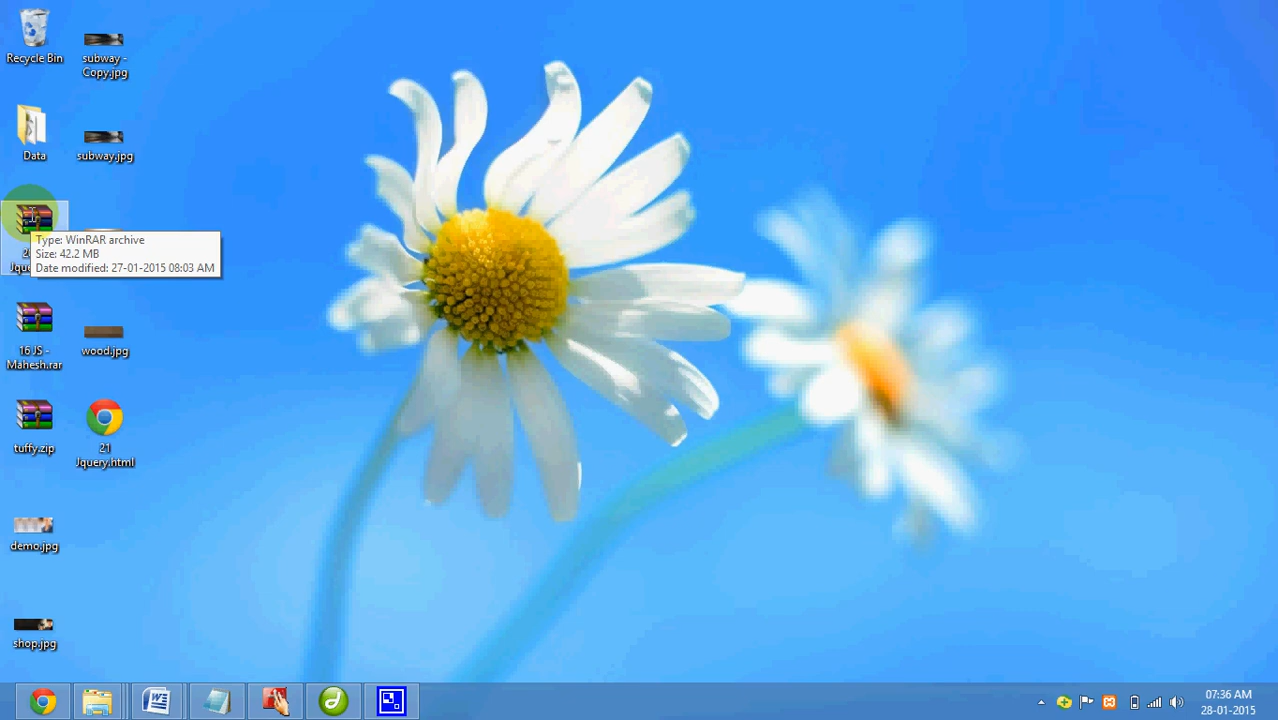 Recycle Bin
subway -
Copy.jpg
Data
subway.jpg
Type: WinRAR archive
Size: 42.2 MB
Date modified: 27-01-2015 08:03 AM
16 JS -
Mahesh.rar
wood.jpg
tuffy.zip
21
Jquery.html
demo.jpg
shop.jpg
07:36 AM
28-01-2015